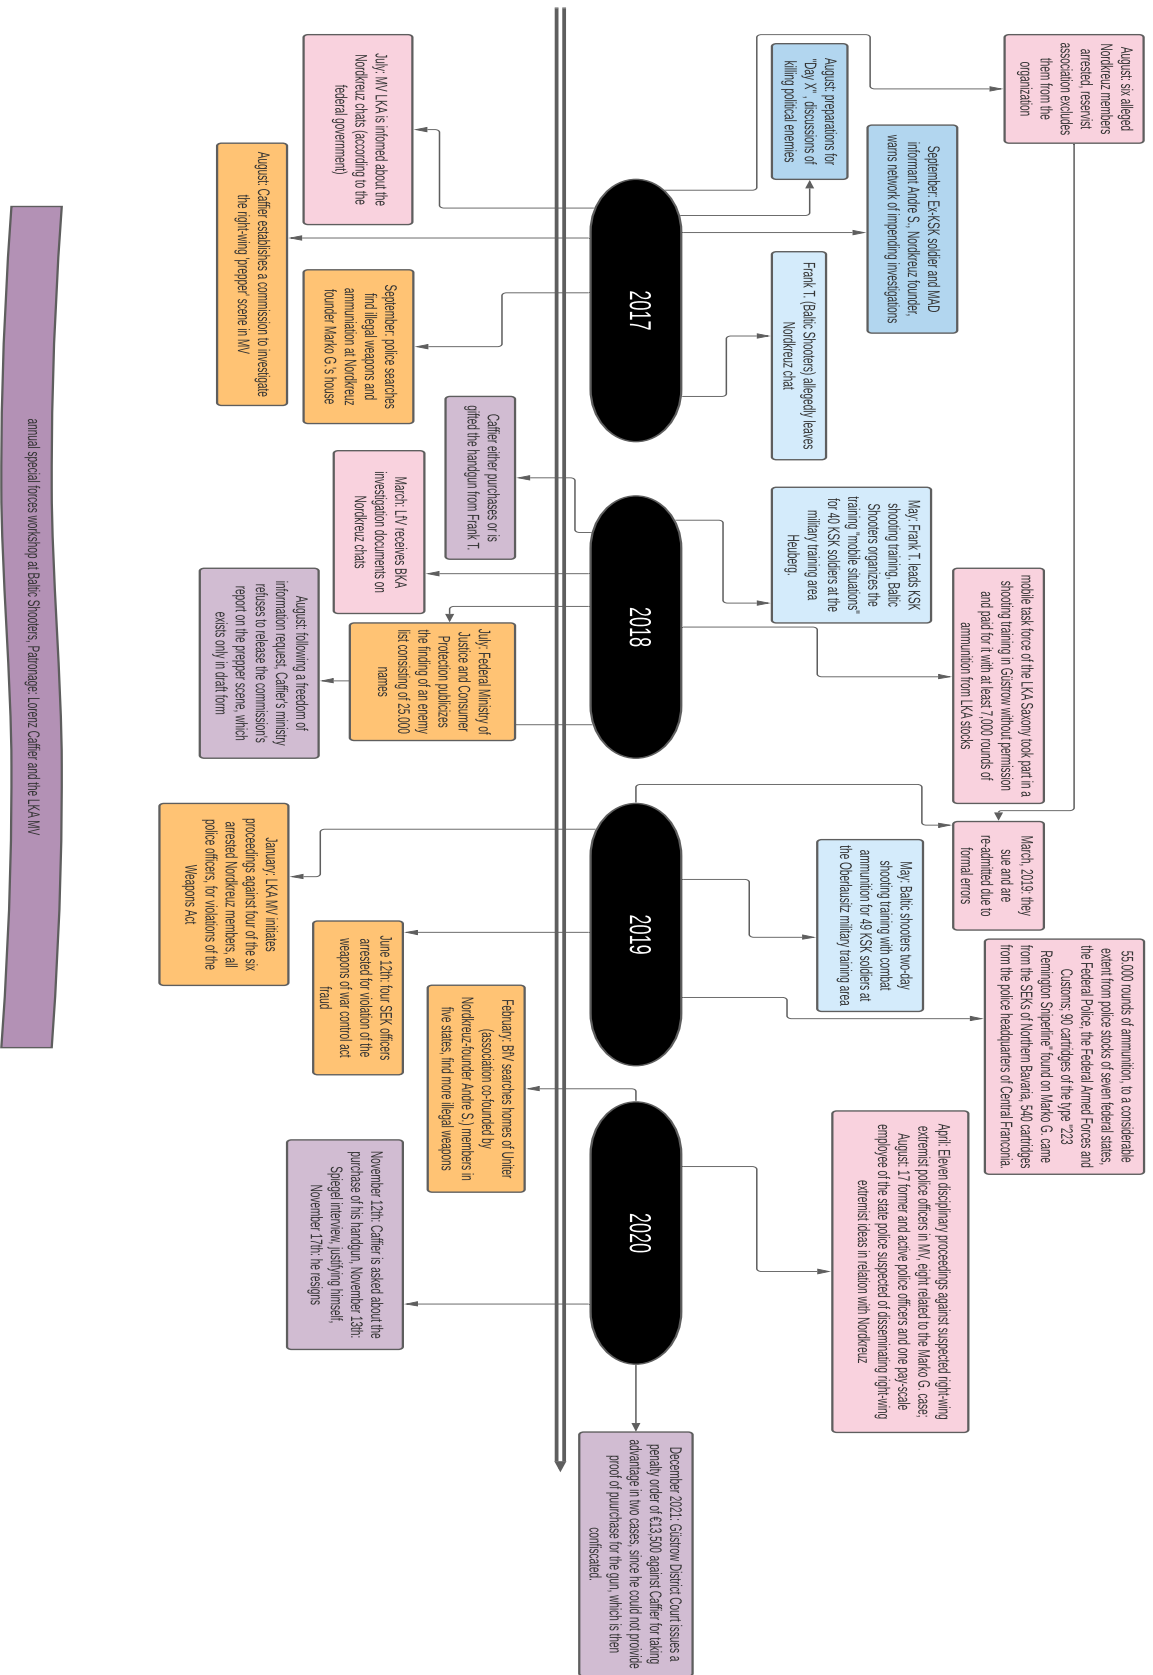 August: six alleged
Nordkreuz members
arrested, reservist
association excludes
them from the
organization
August: preparations for
"Day X" , discussions of
killing political enemies
September: Ex-KSK soldier and MAD
informant Andre S., Nordkreuz founder,
warns network of impending investigations
Frank T. (Baltic Shooters) allegedly leaves
Nordkreuz chat
2017
July: MV LKA is infomed about the
Nordkreuz chats (according to the
federal government)
August: Caffier establishes a commission to investigate
the right-wing 'prepper' scene in MV
September: police searches
find illegal weapons and
ammuniation at Nordkreuz
founder Marko G.'s house
May: Frank T. leads KSK
shooting training, Baltic
Shooters organizes the
training "mobile situations"
for 40 KSK soldiers at the
military training area
Heuberg.
mobile task force of the LKA Saxony took part in a
shooting training in Güstrow without permission
and paid for it with at least 7,000 rounds of
ammunition from LKA stocks
2018
Caffier either purchases or is
gifted the handgun from Frank T.
March: LfV receives BKA
investigation documents on
Nordkreuz chats
July: Federal Ministry of
Justice and Consumer
Protection publicizes
the finding of an enemy
list consisting of 25.000
names
August: following a freedom of
information request, Caffier's ministry
refuses to release the commission's
report on the prepper scene, which
exists only in draft form
March, 2019: they
sue and are
re-admitted due to
formal errors
May: Baltic shooters two-day
shooting training with combat
ammunition for 49 KSK soldiers at
the Oberlausitz military training area
55.000 rounds of ammunition, to a considerable
extent from police stocks of seven federal states,
the Federal Police, the Federal Armed Forces and
Customs; 90 cartridges of the type "223
Remington Sniperline" found on Marko G. came
from the SEKs of Northern Bavaria, 540 cartridges
from the police headquarters of Central Franconia.
2019
January: LKA MV initiates
proceedings against four of the six
arrested Nordkreuz members, all
police officers, for violations of the
Weapons Act
June 12th: four SEK officers
arrested for violation of the
weapons of war control act
fraud
February: BfV searches homes of Uniter
(association co-founded by
Nordkreuz-founder Andre S.) members in
five states, find more illegal weapons
April: Eleven disciplinary proceedings against suspected right-wing
extremist police officers in MV, eight related to the Marko G. case;
August: 17 former and active police officers and one pay-scale
employee of the state police suspected of disseminating right-wing
extremist ideas in relation with Nordkreuz
2020
November 12th: Caffier is asked about the
purchase of his handgun, November 13th:
Spiegel interview, justifying himself,
November 17th: he resigns
December 2021: Güstrow District Court issues a
penalty order of €13,500 against Caffier for taking
advantage in two cases, since he could not proivide
proof of puurchase for the gun, which is then
confiscated.
annual special forces workshop at Baltic Shooters, Patronage: Lorenz Caffier and the LKA MV